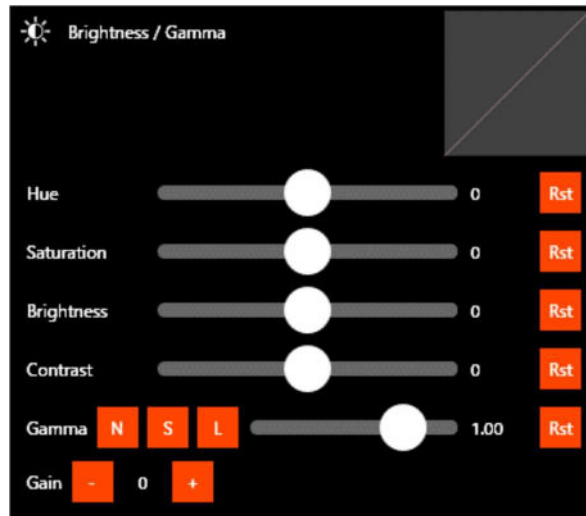 Brightness / Gamma
Hue 0 Rst
Saturation 0 Rst
Brightness 0 Rst
Contrast 0 Rst
Gamma N S L 1.00 Rst
Gain - 0 +